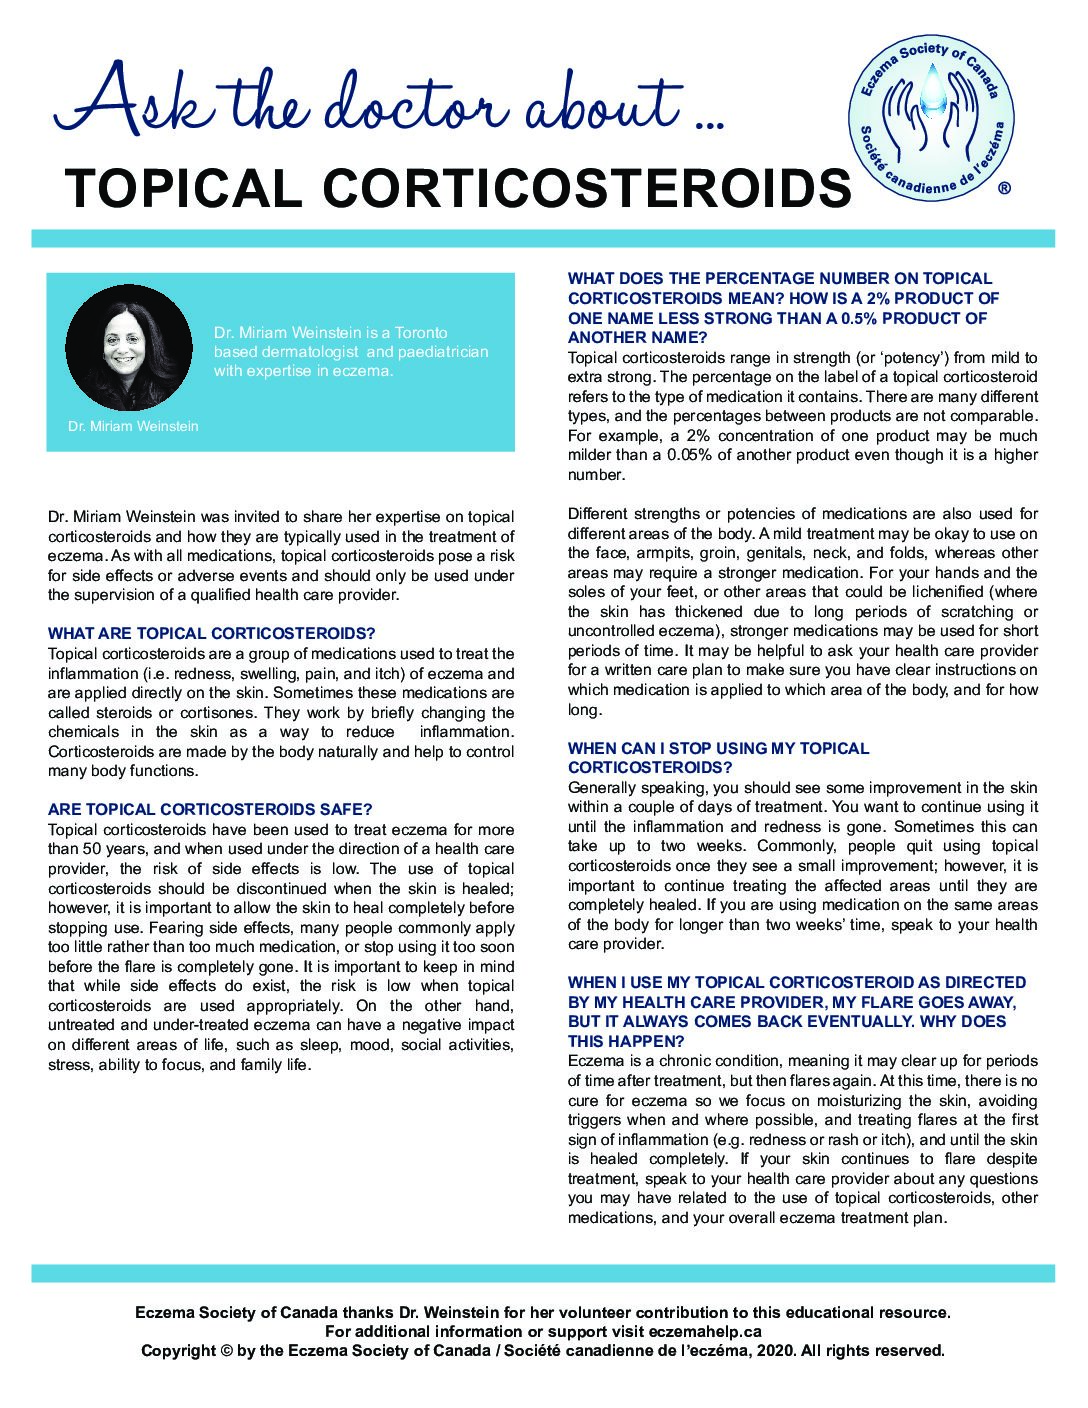 Ask the doctor about ...
TOPICAL CORTICOSTEROIDS
Eczema Society of Canada
Société canadienne de l'eczéma
®
Dr. Miriam Weinstein is a Toronto
based dermatologist and paediatrician
with expertise in eczema.
Dr. Miriam Weinstein
Dr. Miriam Weinstein was invited to share her expertise on topical
corticosteroids and how they are typically used in the treatment of
eczema. As with all medications, topical corticosteroids pose a risk
for side effects or adverse events and should only be used under
the supervision of a qualified health care provider.
WHAT ARE TOPICAL CORTICOSTEROIDS?
Topical corticosteroids are a group of medications used to treat the
inflammation (i.e. redness, swelling, pain, and itch) of eczema and
are applied directly on the skin. Sometimes these medications are
called steroids or cortisones. They work by briefly changing the
chemicals in the skin as a way to reduce inflammation.
Corticosteroids are made by the body naturally and help to control
many body functions.
ARE TOPICAL CORTICOSTEROIDS SAFE?
Topical corticosteroids have been used to treat eczema for more
than 50 years, and when used under the direction of a health care
provider, the risk of side effects is low. The use of topical
corticosteroids should be discontinued when the skin is healed;
however, it is important to allow the skin to heal completely before
stopping use. Fearing side effects, many people commonly apply
too little rather than too much medication, or stop using it too soon
before the flare is completely gone. It is important to keep in mind
that while side effects do exist, the risk is low when topical
corticosteroids are used appropriately. On the other hand,
untreated and under-treated eczema can have a negative impact
on different areas of life, such as sleep, mood, social activities,
stress, ability to focus, and family life.
WHAT DOES THE PERCENTAGE NUMBER ON TOPICAL
CORTICOSTEROIDS MEAN? HOW IS A 2% PRODUCT OF
ONE NAME LESS STRONG THAN A 0.5% PRODUCT OF
ANOTHER NAME?
Topical corticosteroids range in strength (or ‘potency’) from mild to
extra strong. The percentage on the label of a topical corticosteroid
refers to the type of medication it contains. There are many different
types, and the percentages between products are not comparable.
For example, a 2% concentration of one product may be much
milder than a 0.05% of another product even though it is a higher
number.
Different strengths or potencies of medications are also used for
different areas of the body. A mild treatment may be okay to use on
the face, armpits, groin, genitals, neck, and folds, whereas other
areas may require a stronger medication. For your hands and the
soles of your feet, or other areas that could be lichenified (where
the skin has thickened due to long periods of scratching or
uncontrolled eczema), stronger medications may be used for short
periods of time. It may be helpful to ask your health care provider
for a written care plan to make sure you have clear instructions on
which medication is applied to which area of the body, and for how
long.
WHEN CAN I STOP USING MY TOPICAL
CORTICOSTEROIDS?
Generally speaking, you should see some improvement in the skin
within a couple of days of treatment. You want to continue using it
until the inflammation and redness is gone. Sometimes this can
take up to two weeks. Commonly, people quit using topical
corticosteroids once they see a small improvement; however, it is
important to continue treating the affected areas until they are
completely healed. If you are using medication on the same areas
of the body for longer than two weeks’ time, speak to your health
care provider.
WHEN I USE MY TOPICAL CORTICOSTEROID AS DIRECTED
BY MY HEALTH CARE PROVIDER, MY FLARE GOES AWAY,
BUT IT ALWAYS COMES BACK EVENTUALLY. WHY DOES
THIS HAPPEN?
Eczema is a chronic condition, meaning it may clear up for periods
of time after treatment, but then flares again. At this time, there is no
cure for eczema so we focus on moisturizing the skin, avoiding
triggers when and where possible, and treating flares at the first
sign of inflammation (e.g. redness or rash or itch), and until the skin
is healed completely. If your skin continues to flare despite
treatment, speak to your health care provider about any questions
you may have related to the use of topical corticosteroids, other
medications, and your overall eczema treatment plan.
Eczema Society of Canada thanks Dr. Weinstein for her volunteer contribution to this educational resource.
For additional information or support visit eczemahelp.ca
Copyright © by the Eczema Society of Canada / Société canadienne de l’eczéma, 2020. All rights reserved.